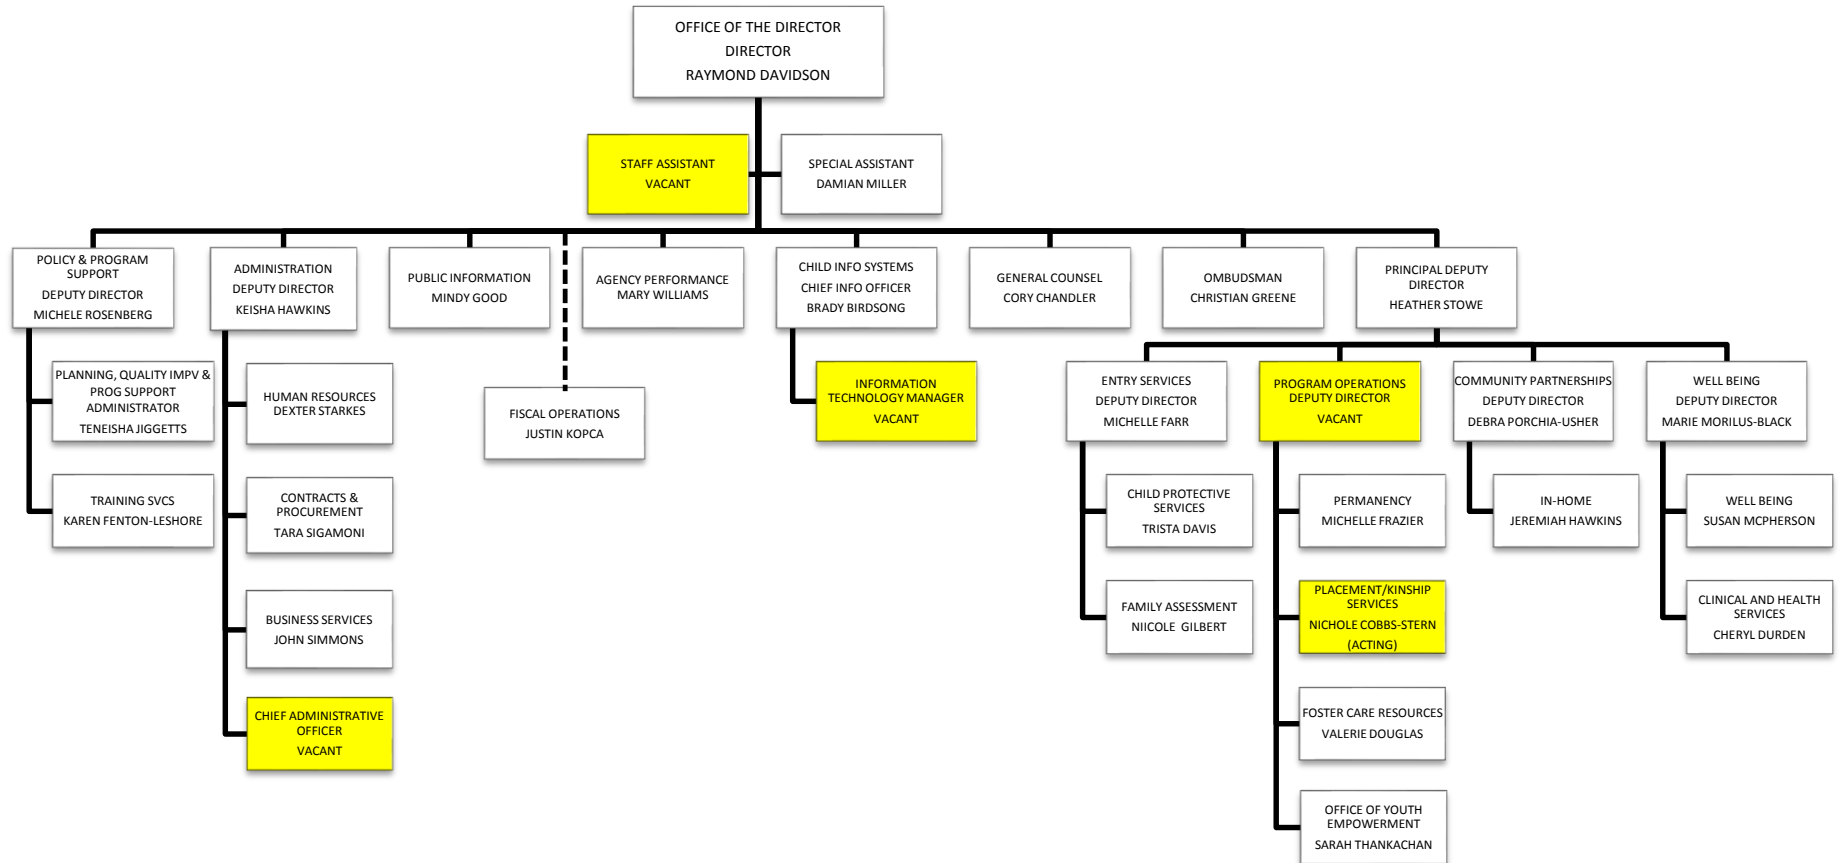 OFFICE OF THE DIRECTOR
DIRECTOR
RAYMOND DAVIDSON
STAFF ASSISTANT
VACANT
SPECIAL ASSISTANT
DAMIAN MILLER
POLICY & PROGRAM
SUPPORT
DEPUTY DIRECTOR
MICHELE ROSENBERG
ADMINISTRATION
DEPUTY DIRECTOR
KEISHA HAWKINS
PUBLIC INFORMATION
MINDY GOOD
AGENCY PERFORMANCE
MARY WILLIAMS
CHILD INFO SYSTEMS
CHIEF INFO OFFICER
BRADY BIRDSONG
GENERAL COUNSEL
CORY CHANDLER
OMBUDSMAN
CHRISTIAN GREENE
PRINCIPAL DEPUTY
DIRECTOR
HEATHER STOWE
PLANNING, QUALITY IMPV &
PROG SUPPORT
ADMINISTRATOR
TENEISHA JIGGETTS
TRAINING SVCS
KAREN FENTON-LESHORE
HUMAN RESOURCES
DEXTER STARKES
CONTRACTS &
PROCUREMENT
TARA SIGAMONI
BUSINESS SERVICES
JOHN SIMMONS
CHIEF ADMINISTRATIVE
OFFICER
VACANT
FISCAL OPERATIONS
JUSTIN KOPCA
INFORMATION
TECHNOLOGY MANAGER
VACANT
ENTRY SERVICES
DEPUTY DIRECTOR
MICHELLE FARR
PROGRAM OPERATIONS
DEPUTY DIRECTOR
VACANT
COMMUNITY PARTNERSHIPS
DEPUTY DIRECTOR
DEBRA PORCHIA-USHER
WELL BEING
DEPUTY DIRECTOR
MARIE MORILUS-BLACK
CHILD PROTECTIVE
SERVICES
TRISTA DAVIS
FAMILY ASSESSMENT
NIICOLE GILBERT
PERMANENCY
MICHELLE FRAZIER
PLACEMENT/KINSHIP
SERVICES
NICHOLE COBBS-STERN
(ACTING)
FOSTER CARE RESOURCES
VALERIE DOUGLAS
OFFICE OF YOUTH
EMPOWERMENT
SARAH THANKACHAN
IN-HOME
JEREMIAH HAWKINS
WELL BEING
SUSAN MCPHERSON
CLINICAL AND HEALTH
SERVICES
CHERYL DURDEN